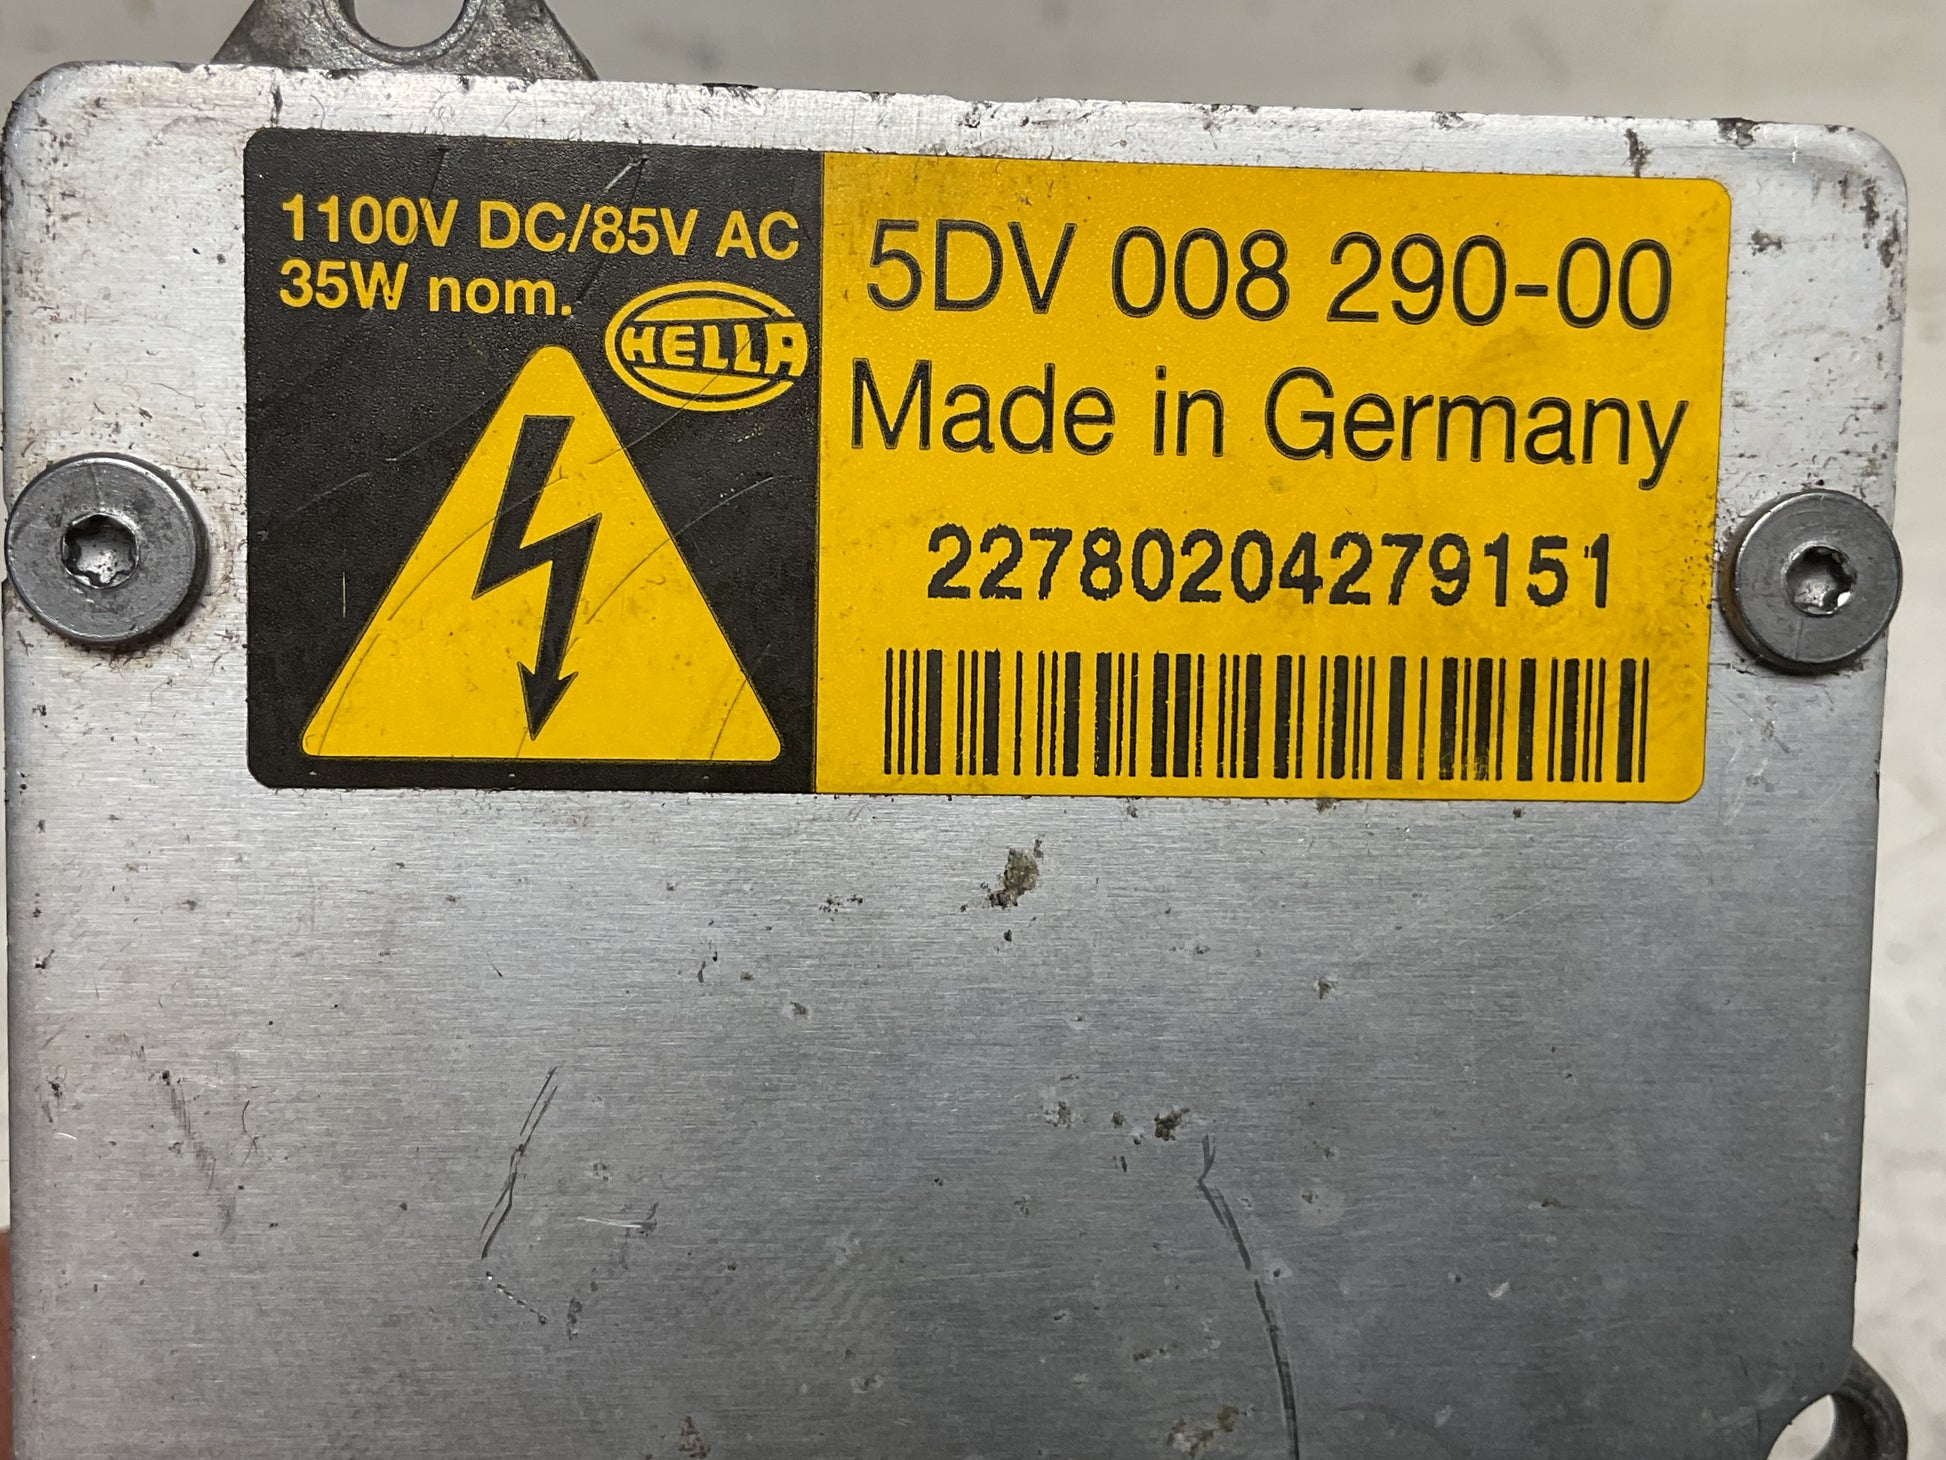 1100V DC/85V AC
35W nom.
HELLA
5DV 008 290-00
Made in Germany
22780204279151